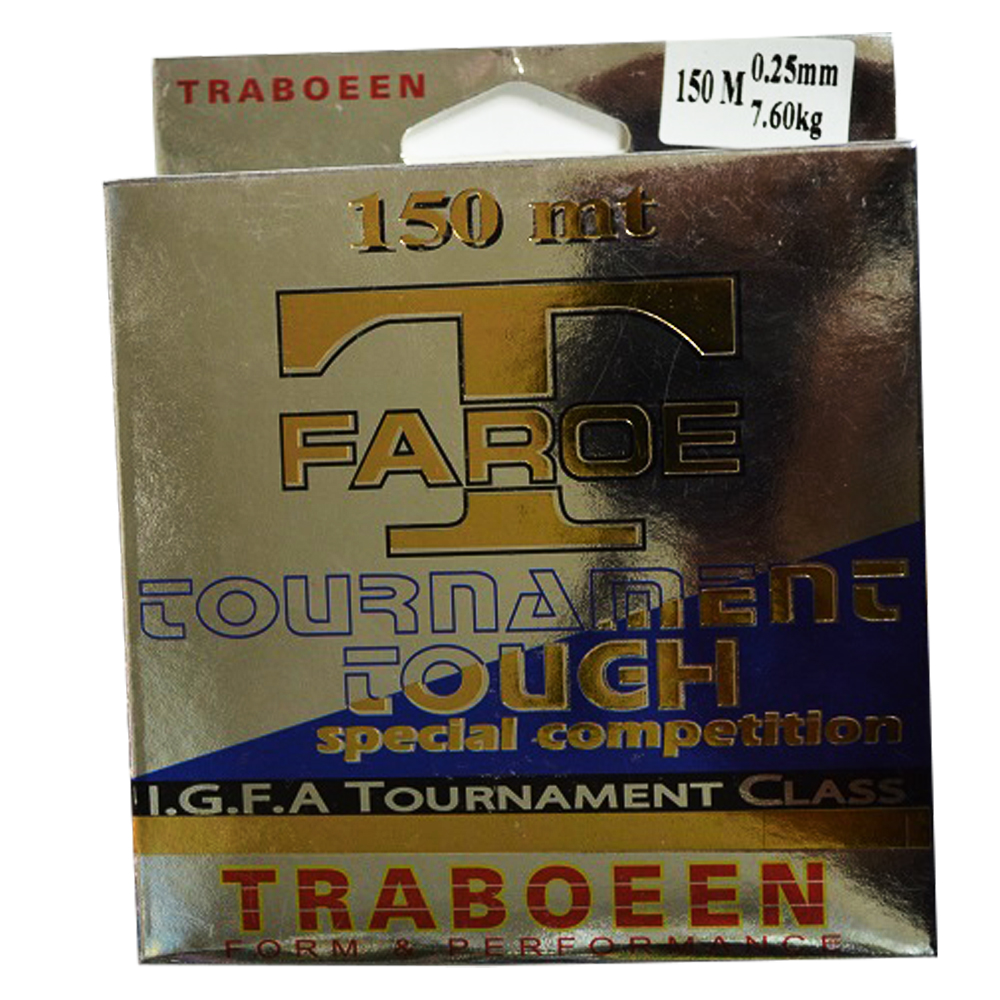 TRABOEEN
150 M 0.25mm
7.60kg
150 mt
T
FAROE
TOURNAMENT
TOUGH
special competition
I.G.F.A TOURNAMENT CLASS
TRABOEEN
FORM & PERFORMANCE